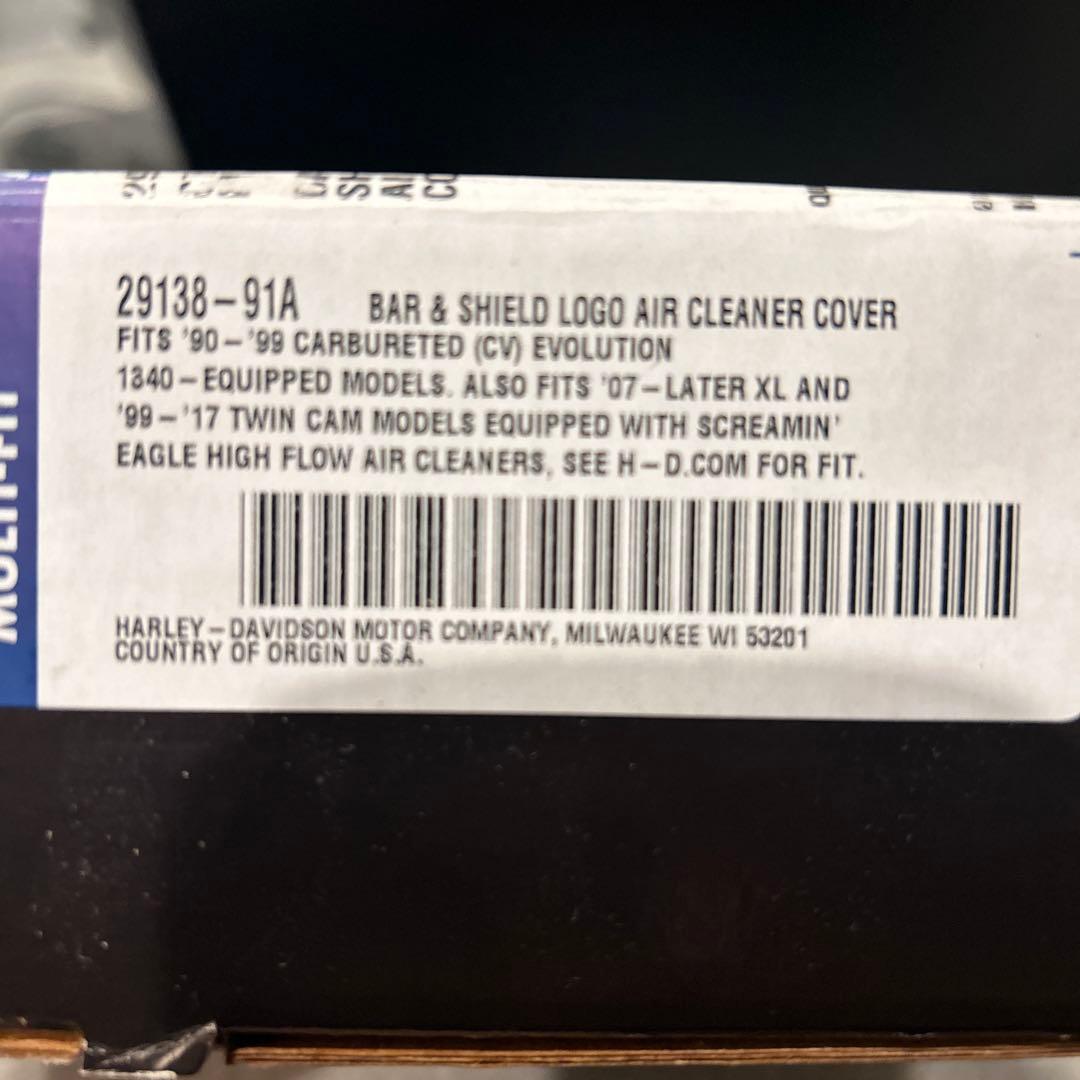 29138-91A BAR & SHIELD LOGO AIR CLEANER COVER
FITS '90-'99 CARBURETED (CV) EVOLUTION
1340-EQUIPPED MODELS. ALSO FITS '07-LATER XL AND
'99-'17 TWIN CAM MODELS EQUIPPED WITH SCREAMIN'
EAGLE HIGH FLOW AIR CLEANERS, SEE H-D.COM FOR FIT.
HARLEY-DAVIDSON MOTOR COMPANY, MILWAUKEE WI 53201
COUNTRY OF ORIGIN U.S.A.
MULTI-FIT